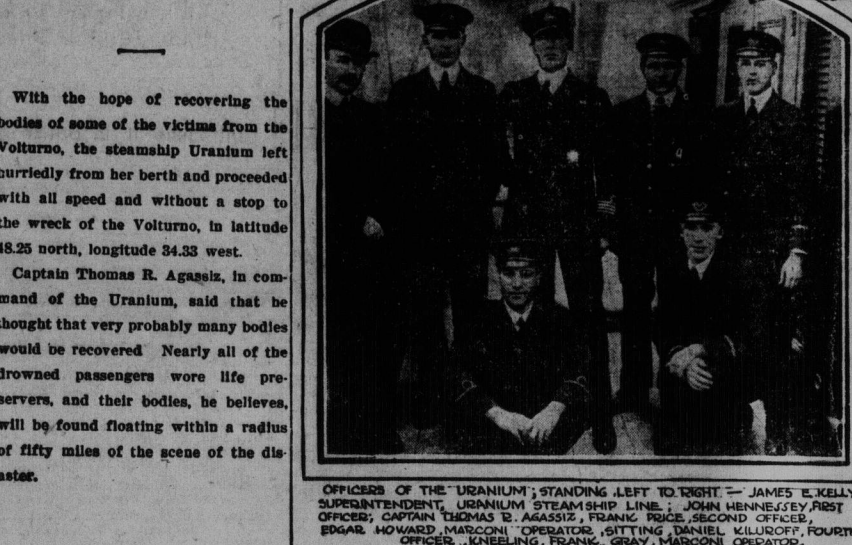 With the hope of recovering the
bodies of some of the victims from the
Volturno, the steamship Uranium left
hurriedly from her berth and proceeded
with all speed and without a stop to
the wreck of the Volturno, in latitude
48.25 north, longitude 34.33 west.
Captain Thomas R. Agassiz, in com-
mand of the Uranium, said that he
thought that very probably many bodies
would be recovered Nearly all of the
drowned passengers wore life pre-
servers, and their bodies, he believes,
will be found floating within a radius
of fifty miles of the scene of the dis-
aster.
OFFICERS OF THE URANIUM; STANDING, LEFT TO RIGHT — JAMES E. KELLY
SUPERINTENDENT, URANIUM STEAMSHIP LINE; JOHN HENNESSEY, FIRST
OFFICER; CAPTAIN THOMAS R. AGASSIZ, FRANK PRICE, SECOND OFFICER,
EDGAR HOWARD, MARCONI OPERATOR, SITTING, DANIEL KILUROFF, FOURTH
OFFICER, KNEELING, FRANK GRAY, MARCONI OPERATOR.